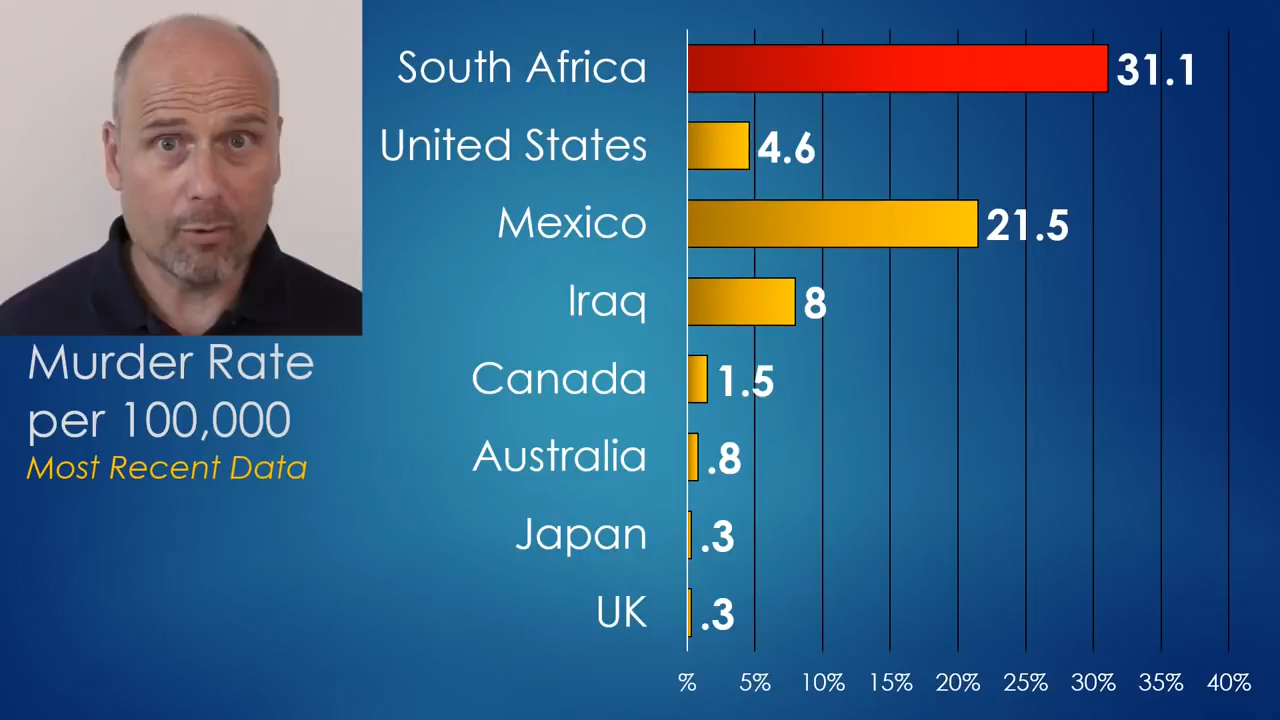 South Africa 31.1
United States 4.6
Mexico 21.5
Iraq 8
Canada 1.5
Australia .8
Japan .3
UK .3
% 5% 10% 15% 20% 25% 30% 35% 40%
Murder Rate
per 100,000
Most Recent Data